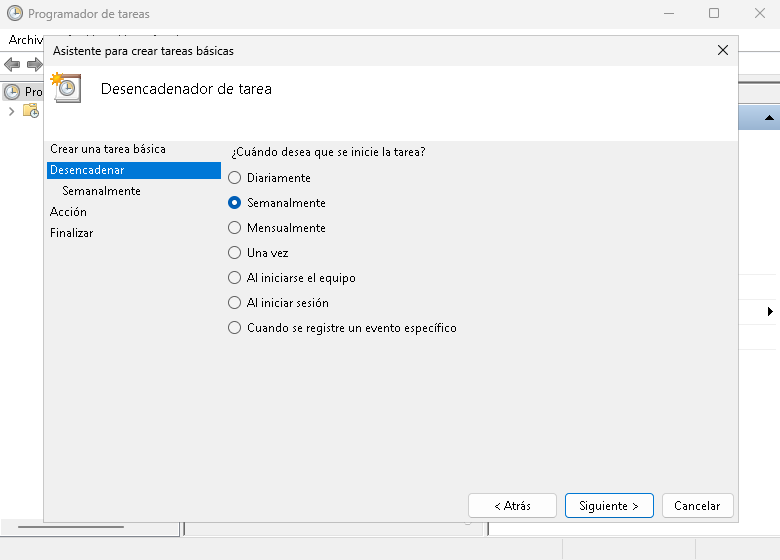 Programador de tareas
Archiv
Asistente para crear tareas básicas
Pro
Desencadenador de tarea
Crear una tarea básica
Desencadenar
Semanalmente
Acción
Finalizar
¿Cuándo desea que se inicie la tarea?
Diariamente
Semanalmente
Mensualmente
Una vez
Al iniciarse el equipo
Al iniciar sesión
Cuando se registre un evento específico
< Atrás
Siguiente >
Cancelar